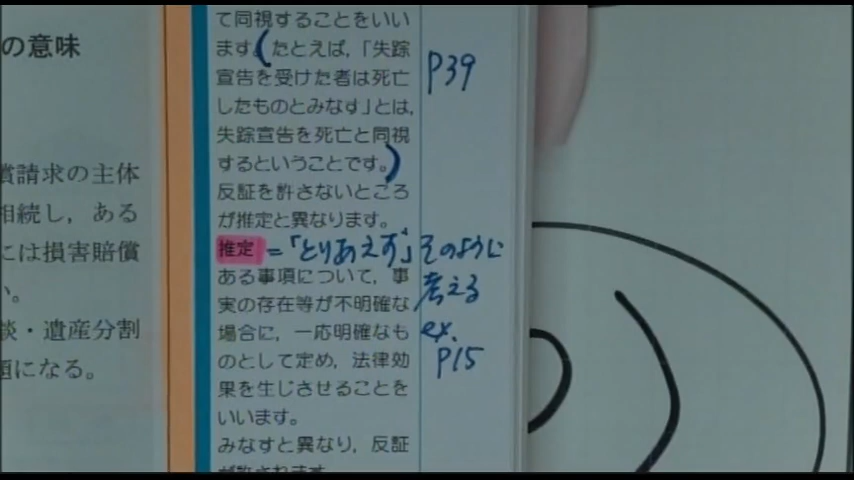 の意味
償請求の主体
相続し，ある
には損害賠償
い。
談・遺産分割
題になる。
て同視することをいい
ます。(たとえば，「失踪
宣告を受けた者は死亡
したものとみなす」とは，
失踪宣告を死亡と同視
するということです。)
反証を許さないところ
が推定と異なります。
p39
推定 =「とりあえず」そのように
考える
ex.
p15
ある事項について，事
実の存在等が不明確な
場合に，一応明確なも
のとして定め，法律効
果を生じさせることを
いいます。
みなすと異なり，反証
が許されます